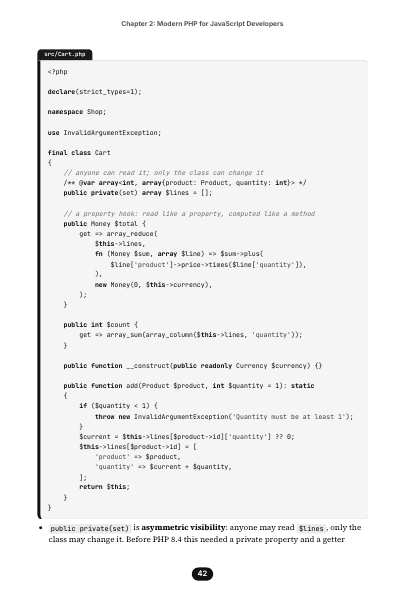 Chapter 2: Modern PHP for JavaScript Developers
src/Cart.php
<?php
declare(strict_types=1);
namespace Shop;
use InvalidArgumentException;
final class Cart
{
    // anyone can read it; only the class can change it
    /** @var array<int, array{product: Product, quantity: int}> */
    public private(set) array $lines = [];
    // a property hook: read like a property, computed like a method
    public Money $total {
        get => array_reduce(
            $this->lines,
            fn (Money $sum, array $line) => $sum->plus(
                $line['product']->price->times($line['quantity']),
            ),
            new Money(0, $this->currency),
        );
    }
    public int $count {
        get => array_sum(array_column($this->lines, 'quantity'));
    }
    public function __construct(public readonly Currency $currency) {}
    public function add(Product $product, int $quantity = 1): static
    {
        if ($quantity < 1) {
            throw new InvalidArgumentException('Quantity must be at least 1');
        }
        $current = $this->lines[$product->id]['quantity'] ?? 0;
        $this->lines[$product->id] = [
            'product' => $product,
            'quantity' => $current + $quantity,
        ];
        return $this;
    }
}
• public private(set) is asymmetric visibility: anyone may read $lines, only the
class may change it. Before PHP 8.4 this needed a private property and a getter
42